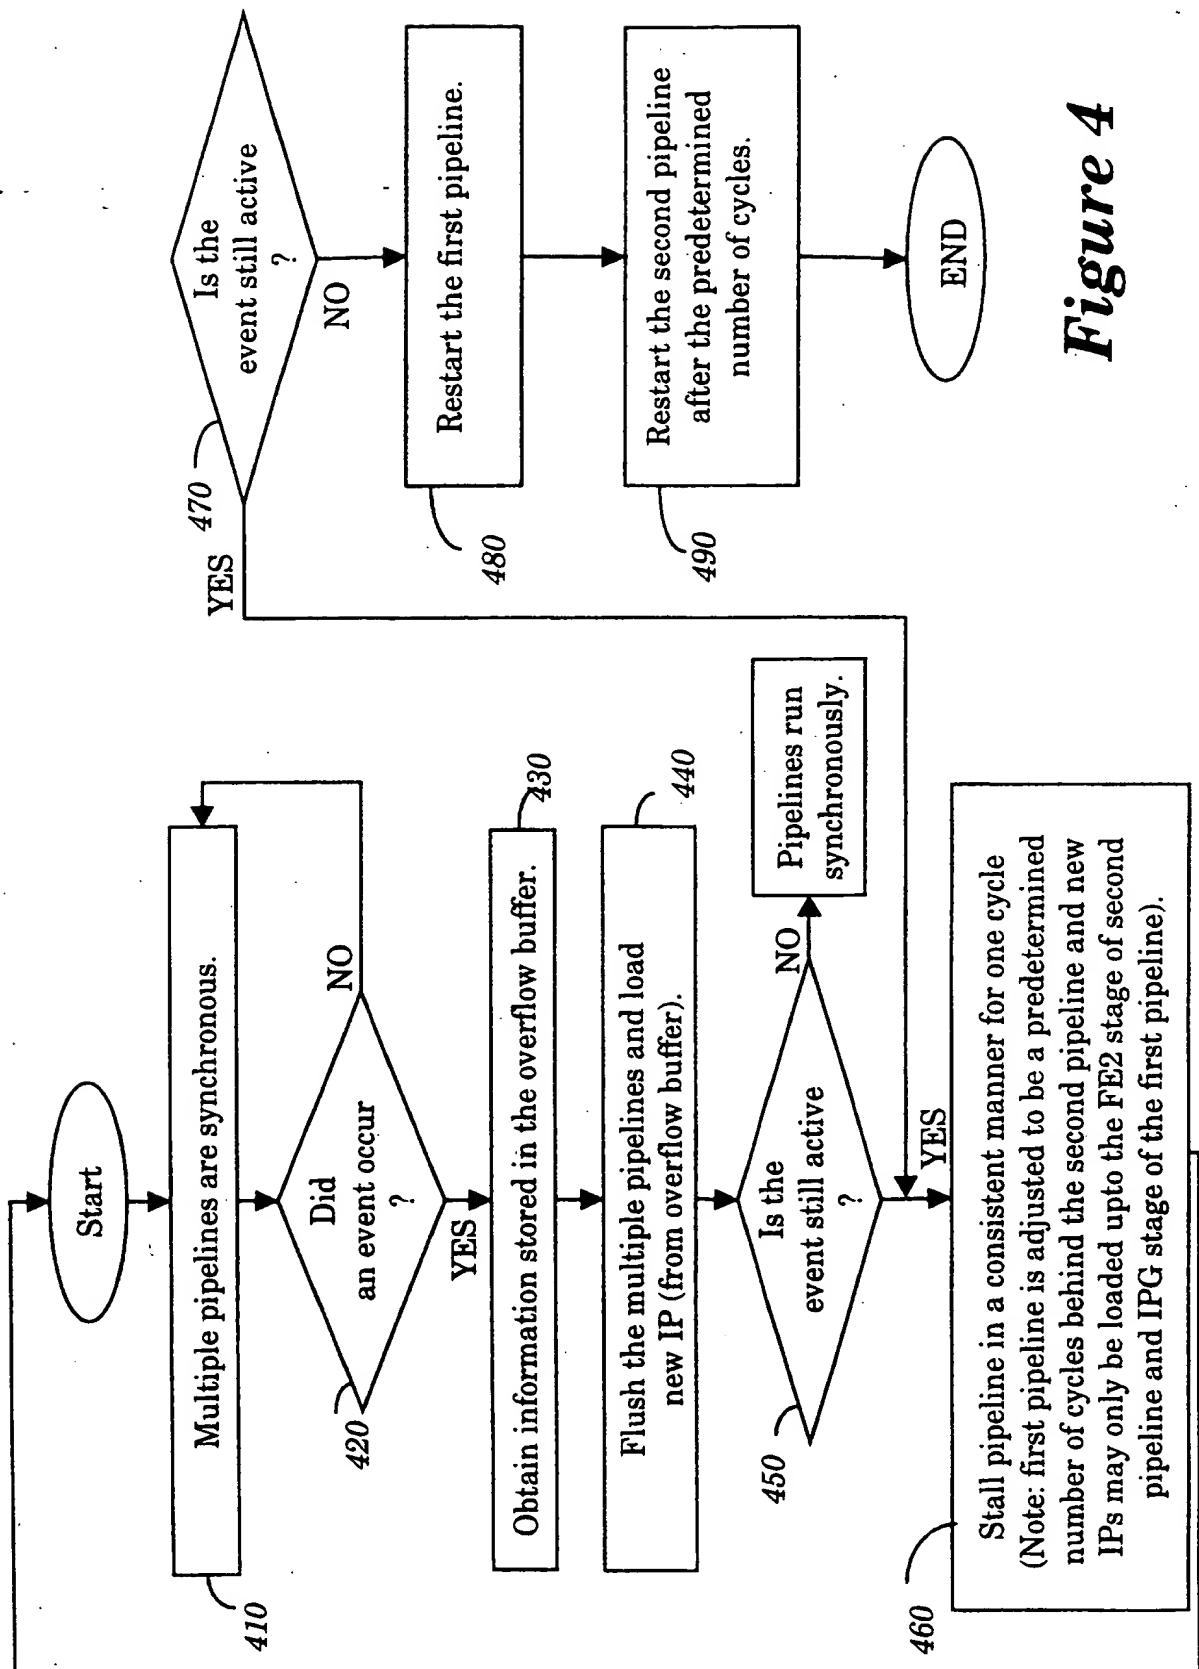 Start
Multiple pipelines are synchronous.
410
Did
an event occur
?
420
NO
YES
Obtain information stored in the overflow buffer.
430
Flush the multiple pipelines and load
new IP (from overflow buffer).
440
Is the
event still active
?
450
NO
Pipelines run
synchronously.
YES
Stall pipeline in a consistent manner for one cycle
(Note: first pipeline is adjusted to be a predetermined
number of cycles behind the second pipeline and new
IPs may only be loaded upto the FE2 stage of second
pipeline and IPG stage of the first pipeline).
460
Is the
event still active
?
470
YES
NO
Restart the first pipeline.
480
Restart the second pipeline
after the predetermined
number of cycles.
490
END
Figure 4